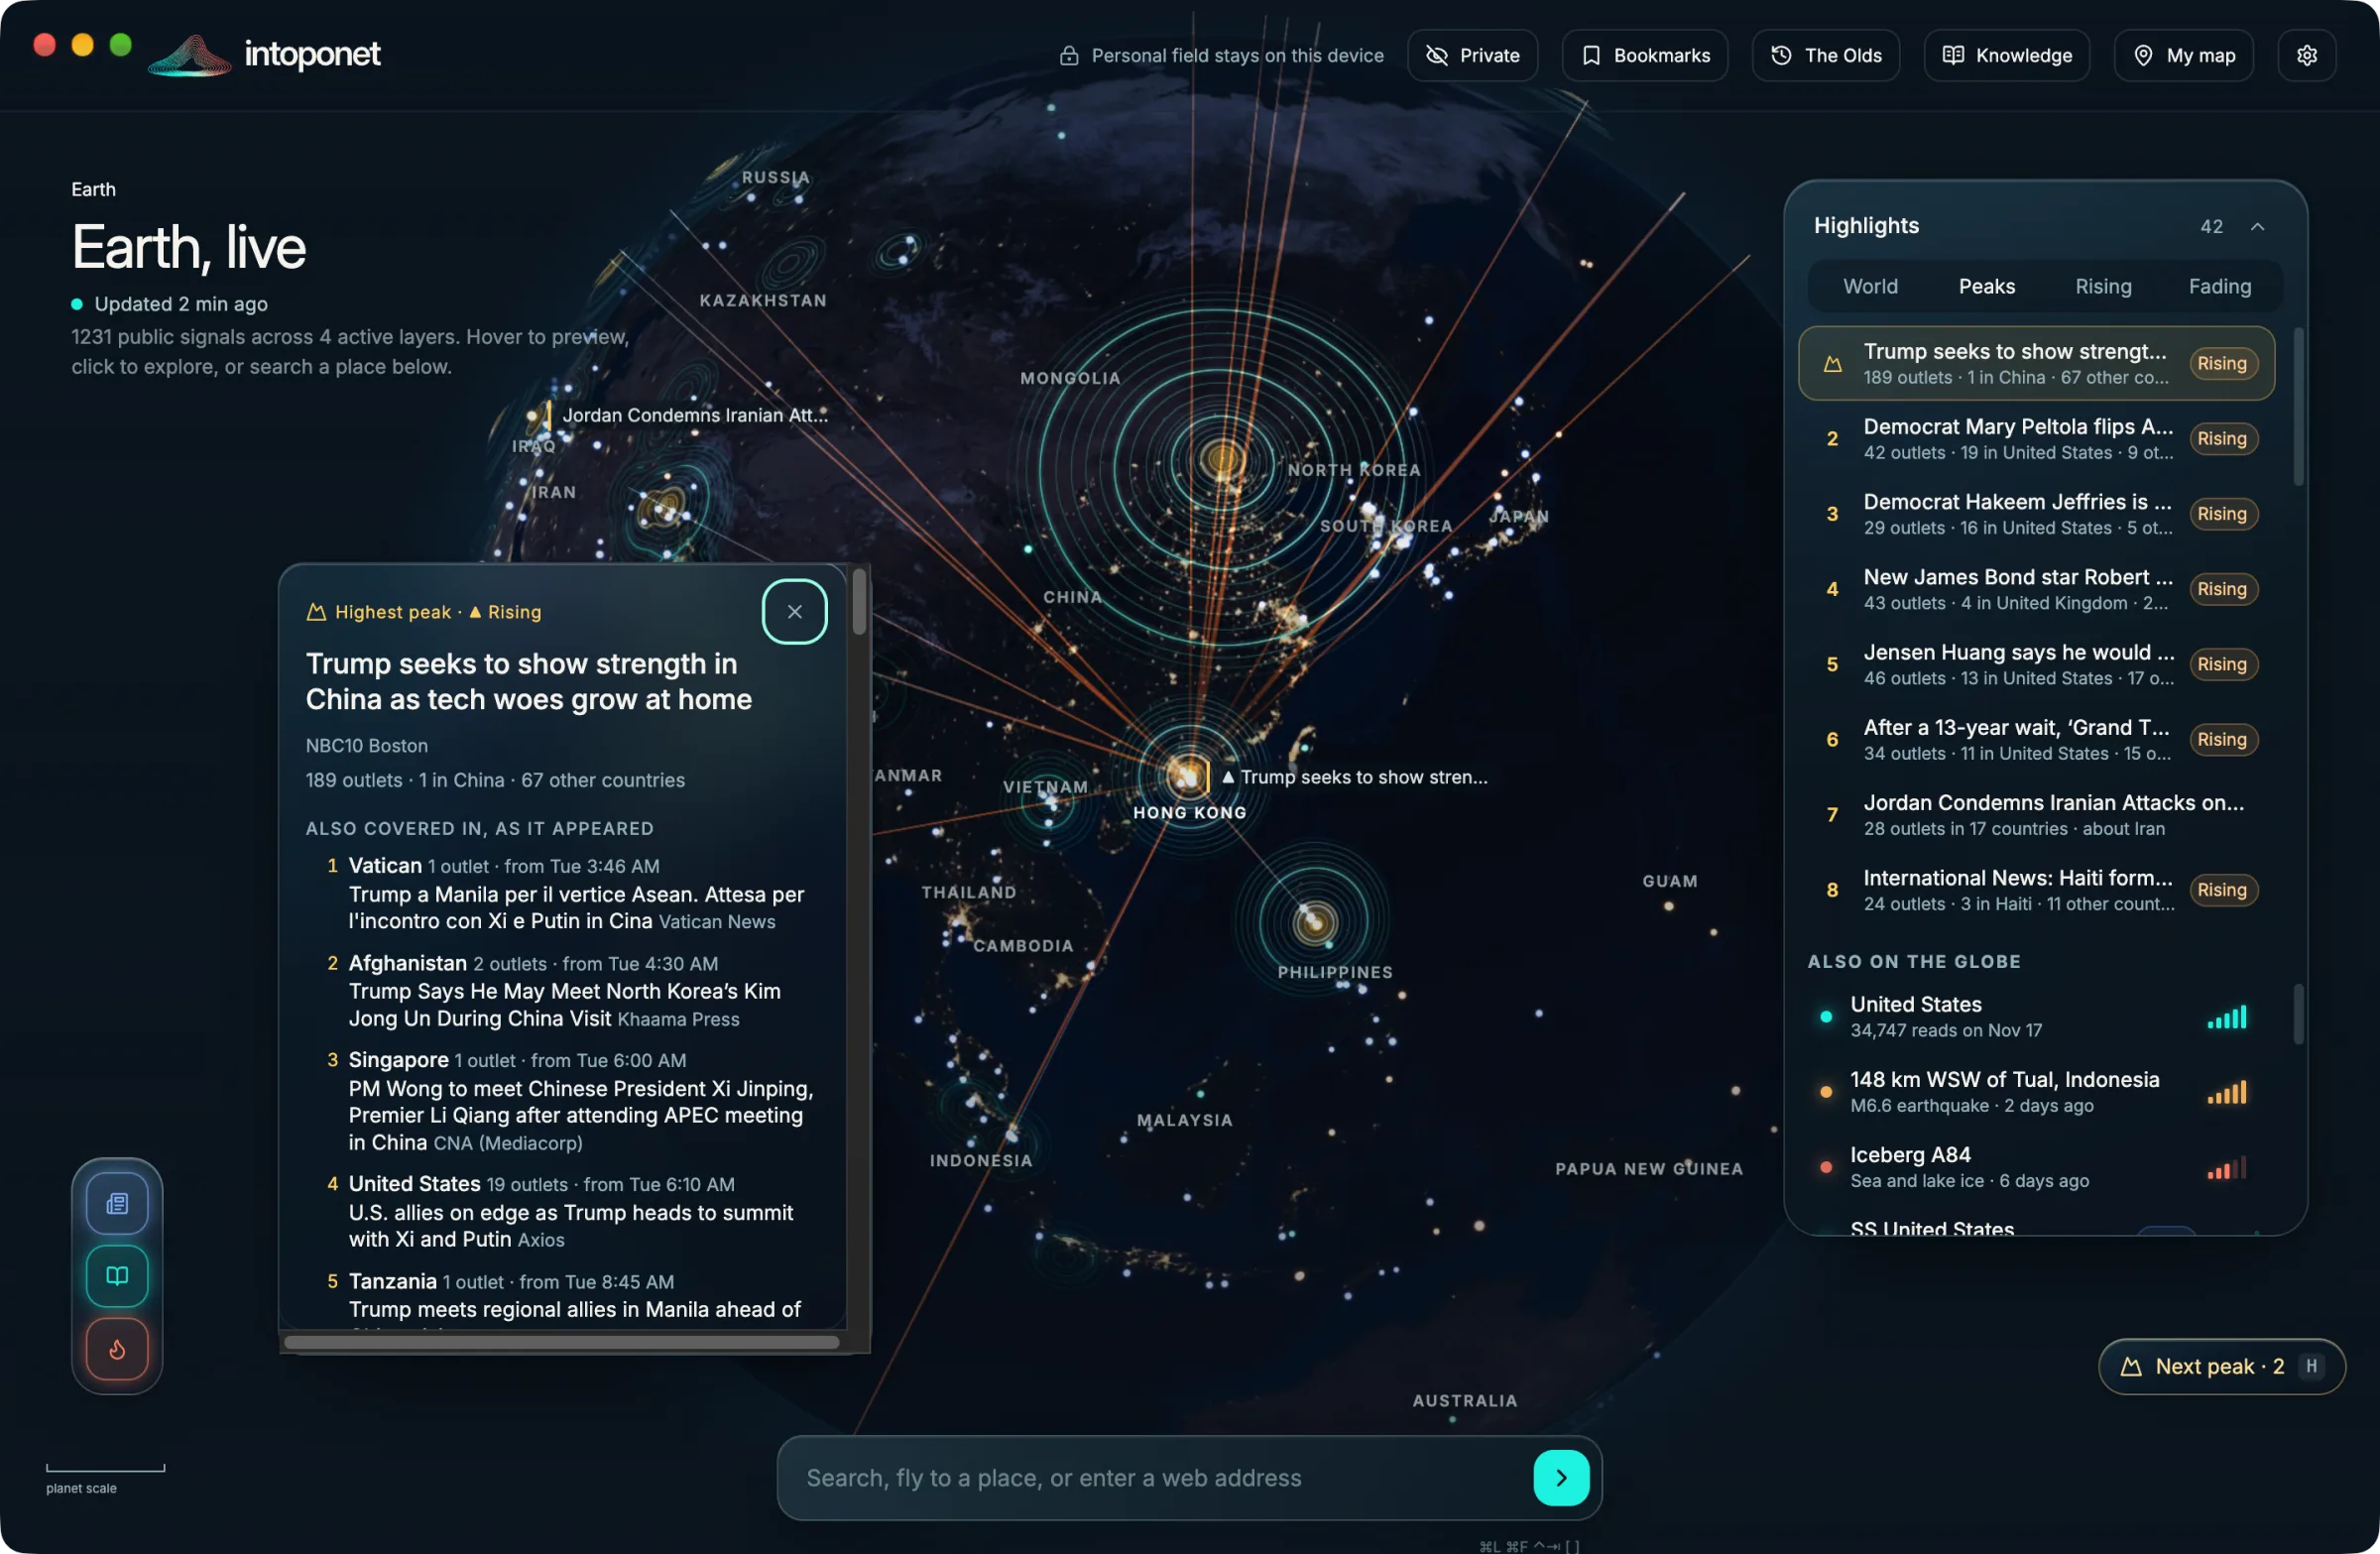 intoponet
Personal field stays on this device
Private
Bookmarks
The Olds
Knowledge
My map
Earth
Earth, live
Updated 2 min ago
1231 public signals across 4 active layers. Hover to preview,
click to explore, or search a place below.
RUSSIA
KAZAKHSTAN
MONGOLIA
Jordan Condemns Iranian Att...
IRAQ
IRAN
NORTH KOREA
SOUTH KOREA
JAPAN
CHINA
ANMAR
VIETNAM
Trump seeks to show stren...
HONG KONG
THAILAND
CAMBODIA
PHILIPPINES
GUAM
MALAYSIA
INDONESIA
PAPUA NEW GUINEA
AUSTRALIA
Highest peak · ▲ Rising
Trump seeks to show strength in
China as tech woes grow at home
NBC10 Boston
189 outlets · 1 in China · 67 other countries
ALSO COVERED IN, AS IT APPEARED
1 Vatican 1 outlet · from Tue 3:46 AM
Trump a Manila per il vertice Asean. Attesa per
l'incontro con Xi e Putin in Cina Vatican News
2 Afghanistan 2 outlets · from Tue 4:30 AM
Trump Says He May Meet North Korea’s Kim
Jong Un During China Visit Khaama Press
3 Singapore 1 outlet · from Tue 6:00 AM
PM Wong to meet Chinese President Xi Jinping,
Premier Li Qiang after attending APEC meeting
in China CNA (Mediacorp)
4 United States 19 outlets · from Tue 6:10 AM
U.S. allies on edge as Trump heads to summit
with Xi and Putin Axios
5 Tanzania 1 outlet · from Tue 8:45 AM
Trump meets regional allies in Manila ahead of
Highlights 42
World Peaks Rising Fading
Trump seeks to show strengt... Rising
189 outlets · 1 in China · 67 other co...
2 Democrat Mary Peltola flips A... Rising
42 outlets · 19 in United States · 9 ot...
3 Democrat Hakeem Jeffries is ... Rising
29 outlets · 16 in United States · 5 ot...
4 New James Bond star Robert ... Rising
43 outlets · 4 in United Kingdom · 2...
5 Jensen Huang says he would ... Rising
46 outlets · 13 in United States · 17 o...
6 After a 13-year wait, ‘Grand T... Rising
34 outlets · 11 in United States · 15 o...
7 Jordan Condemns Iranian Attacks on...
28 outlets in 17 countries · about Iran
8 International News: Haiti form... Rising
24 outlets · 3 in Haiti · 11 other count...
ALSO ON THE GLOBE
United States
34,747 reads on Nov 17
148 km WSW of Tual, Indonesia
M6.6 earthquake · 2 days ago
Iceberg A84
Sea and lake ice · 6 days ago
SS United States
Next peak · 2 H
planet scale
Search, fly to a place, or enter a web address
⌘L ⌘F ^⇥ [ ]